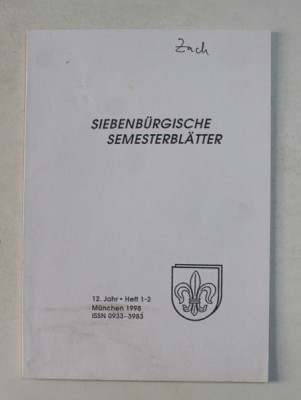 Zach
SIEBENBÜRGISCHE
SEMESTERBLÄTTER
12. Jahr • Heft 1-2
München 1998
ISSN 0933-3983